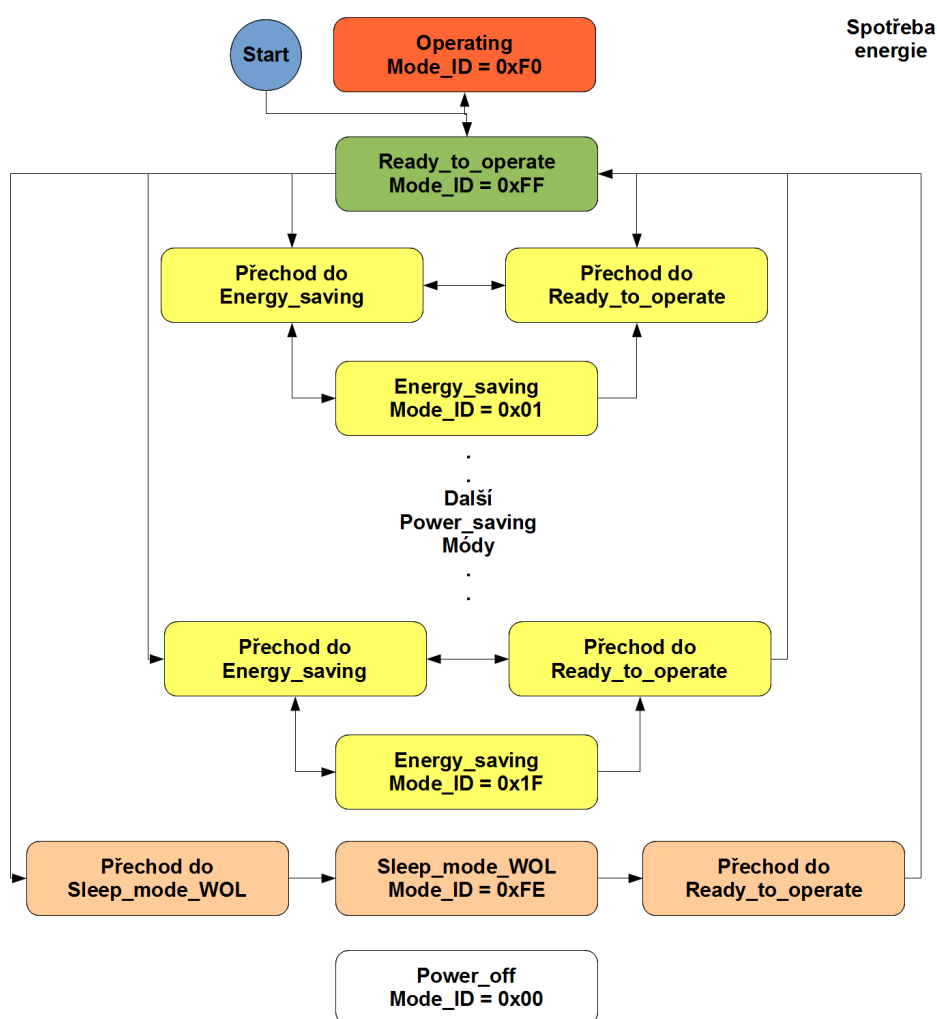 Spotřeba
energie
Start
Operating
Mode_ID = 0xF0
Ready_to_operate
Mode_ID = 0xFF
Přechod do
Energy_saving
Přechod do
Ready_to_operate
Energy_saving
Mode_ID = 0x01
.
.
Další
Power_saving
Módy
.
.
Přechod do
Energy_saving
Přechod do
Ready_to_operate
Energy_saving
Mode_ID = 0x1F
Přechod do
Sleep_mode_WOL
Sleep_mode_WOL
Mode_ID = 0xFE
Přechod do
Ready_to_operate
Power_off
Mode_ID = 0x00